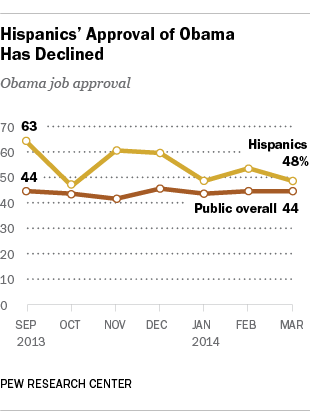 Hispanics' Approval of Obama
Has Declined
Obama job approval
70
63
60
Hispanics
48%
50
44
40
Public overall 44
30
20
10
0
SEP OCT NOV DEC JAN FEB MAR
2013 2014
PEW RESEARCH CENTER